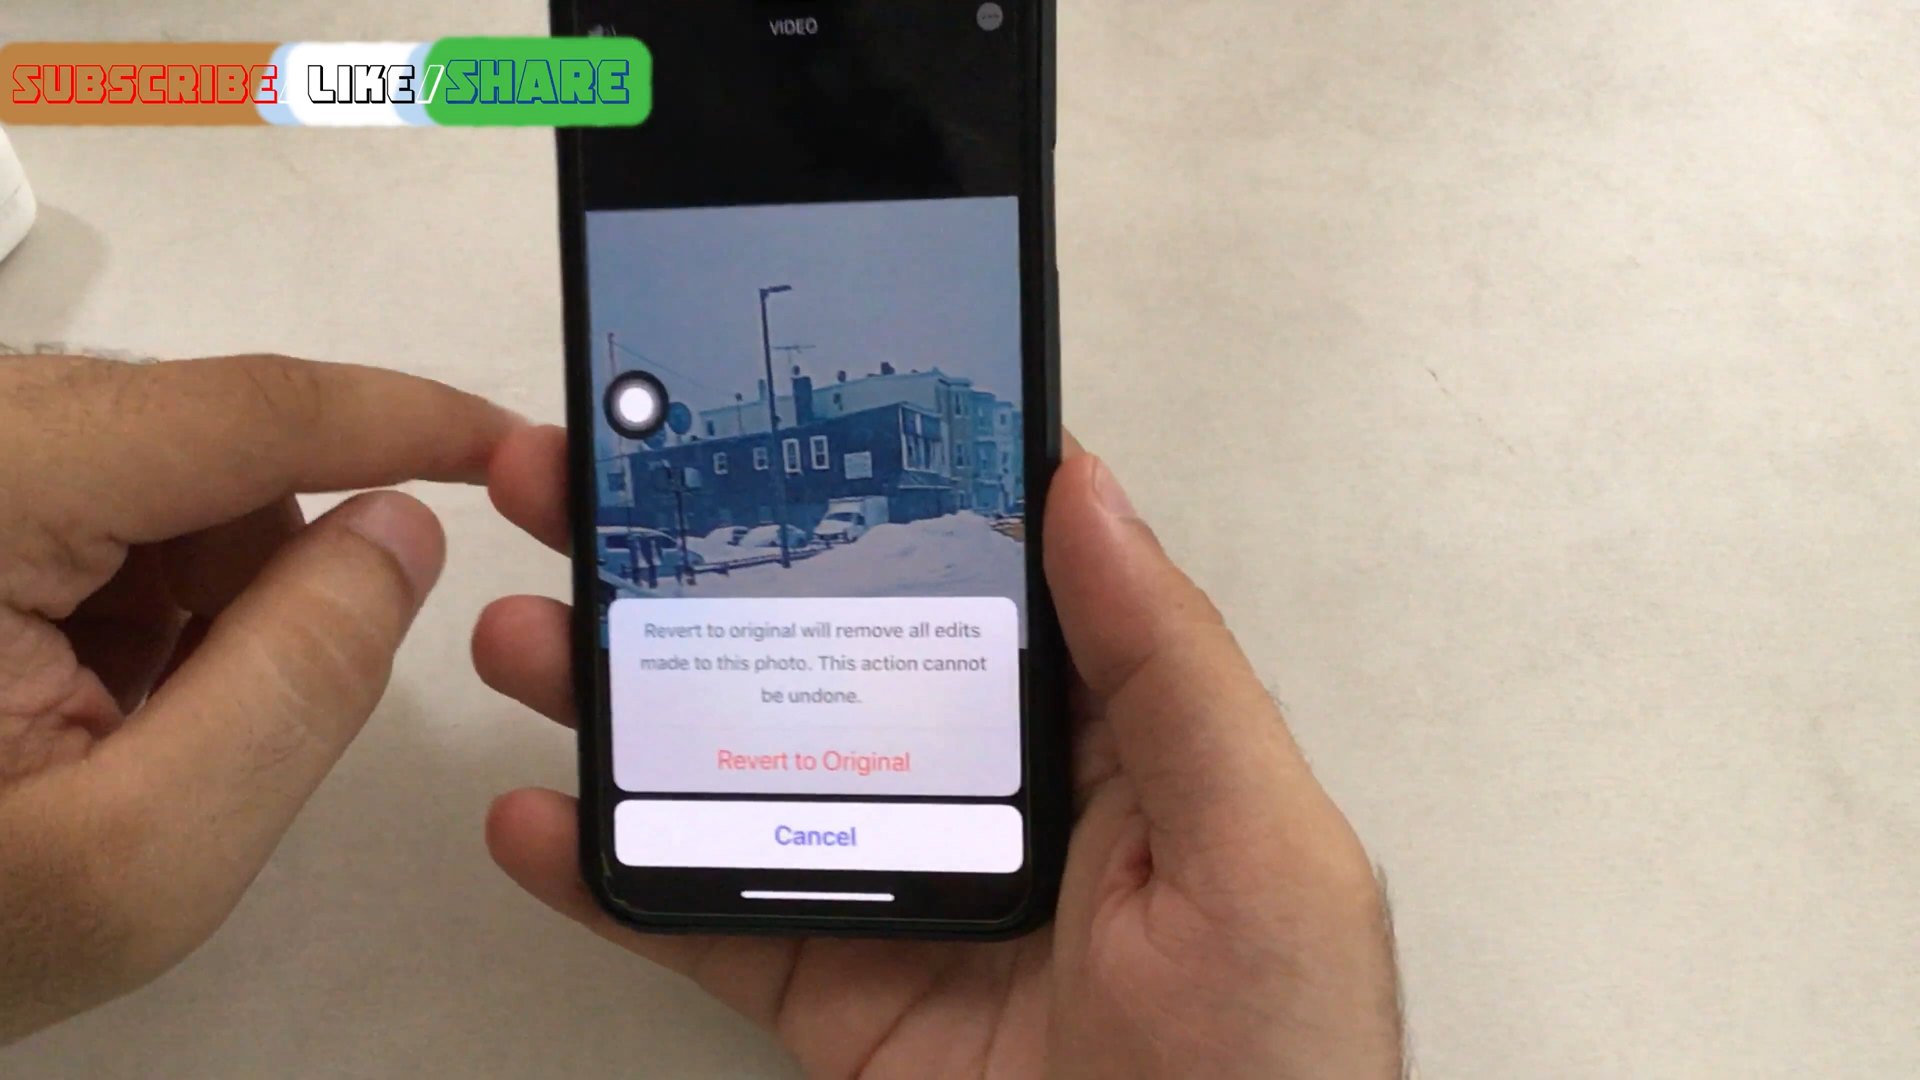 VIDEO
SUBSCRIBE/LIKE/SHARE
Revert to original will remove all edits
made to this photo. This action cannot
be undone.
Revert to Original
Cancel